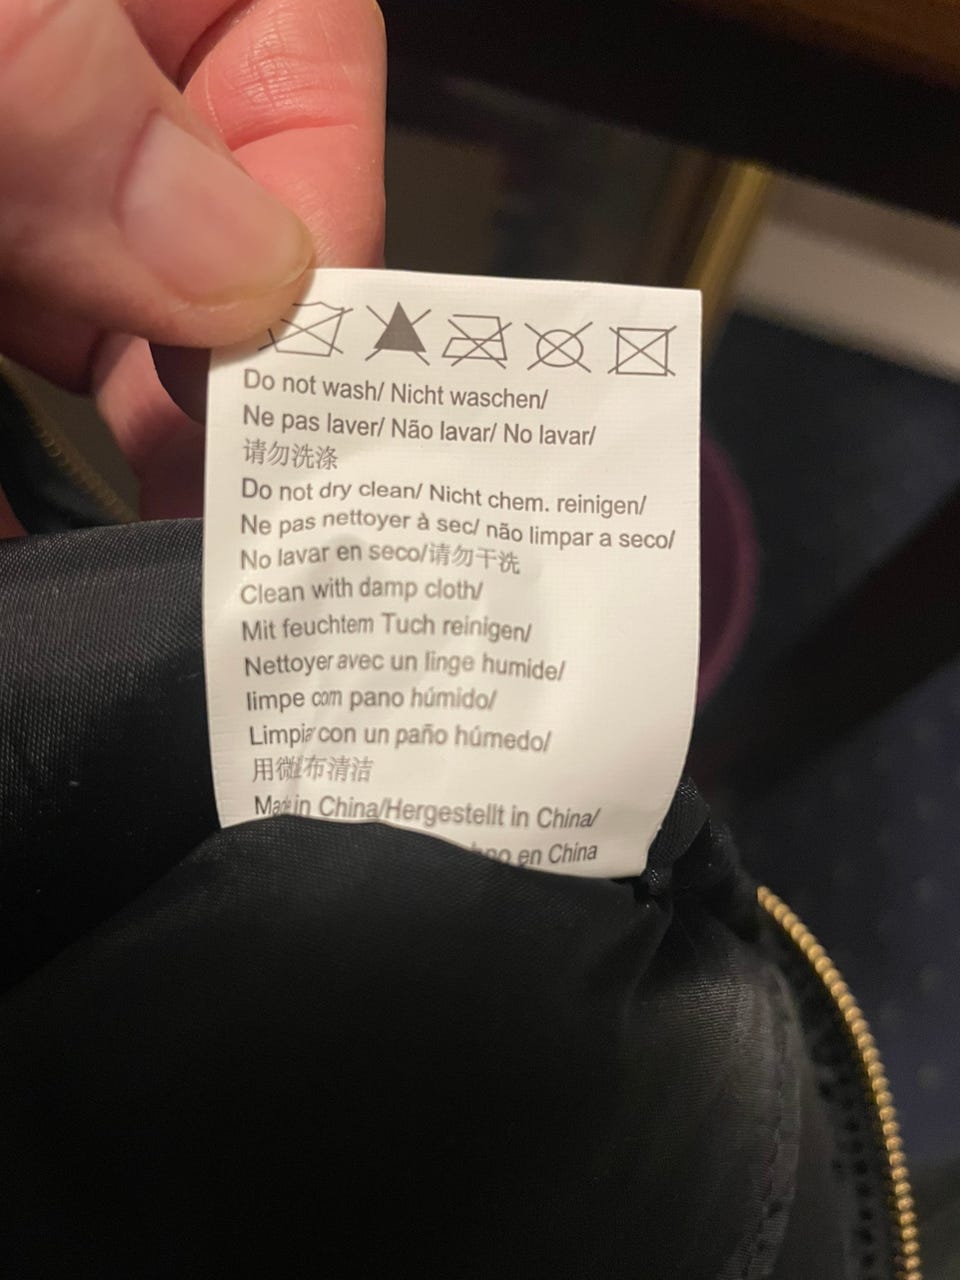 Do not wash/ Nicht waschen/
Ne pas laver/ Não lavar/ No lavar/
请勿洗涤
Do not dry clean/ Nicht chem. reinigen/
Ne pas nettoyer à sec/ não limpar a seco/
No lavar en seco/请勿干洗
Clean with damp cloth/
Mit feuchtem Tuch reinigen/
Nettoyer avec un linge humide/
limpe com pano húmido/
Limpia con un paño húmedo/
用微布清洁
Made in China/Hergestellt in China/
en China